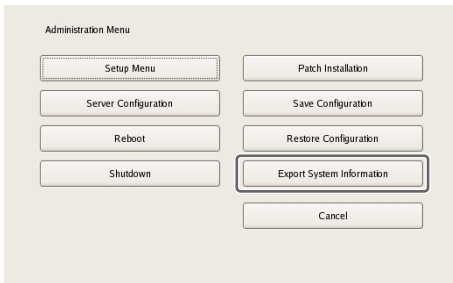 Administration Menu
Setup Menu
Patch Installation
Server Configuration
Save Configuration
Reboot
Restore Configuration
Shutdown
Export System Information
Cancel